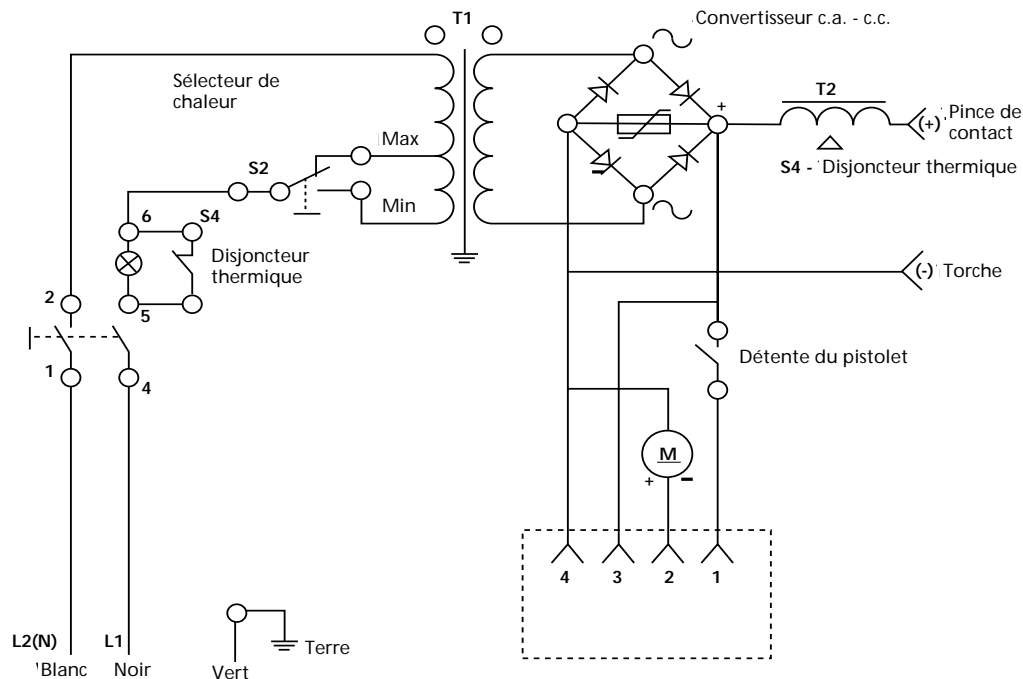 T1
Convertisseur c.a. - c.c.
Sélecteur de
chaleur
+
T2
(+)
Pince de
contact
S4 - Disjoncteur thermique
Max
S2
Min
-
6
S4
Disjoncteur
thermique
(-) Torche
2
5
Détente du pistolet
1
4
M
+ -
4 3 2 1
L2(N)
L1
Terre
Blanc
Noir
Vert